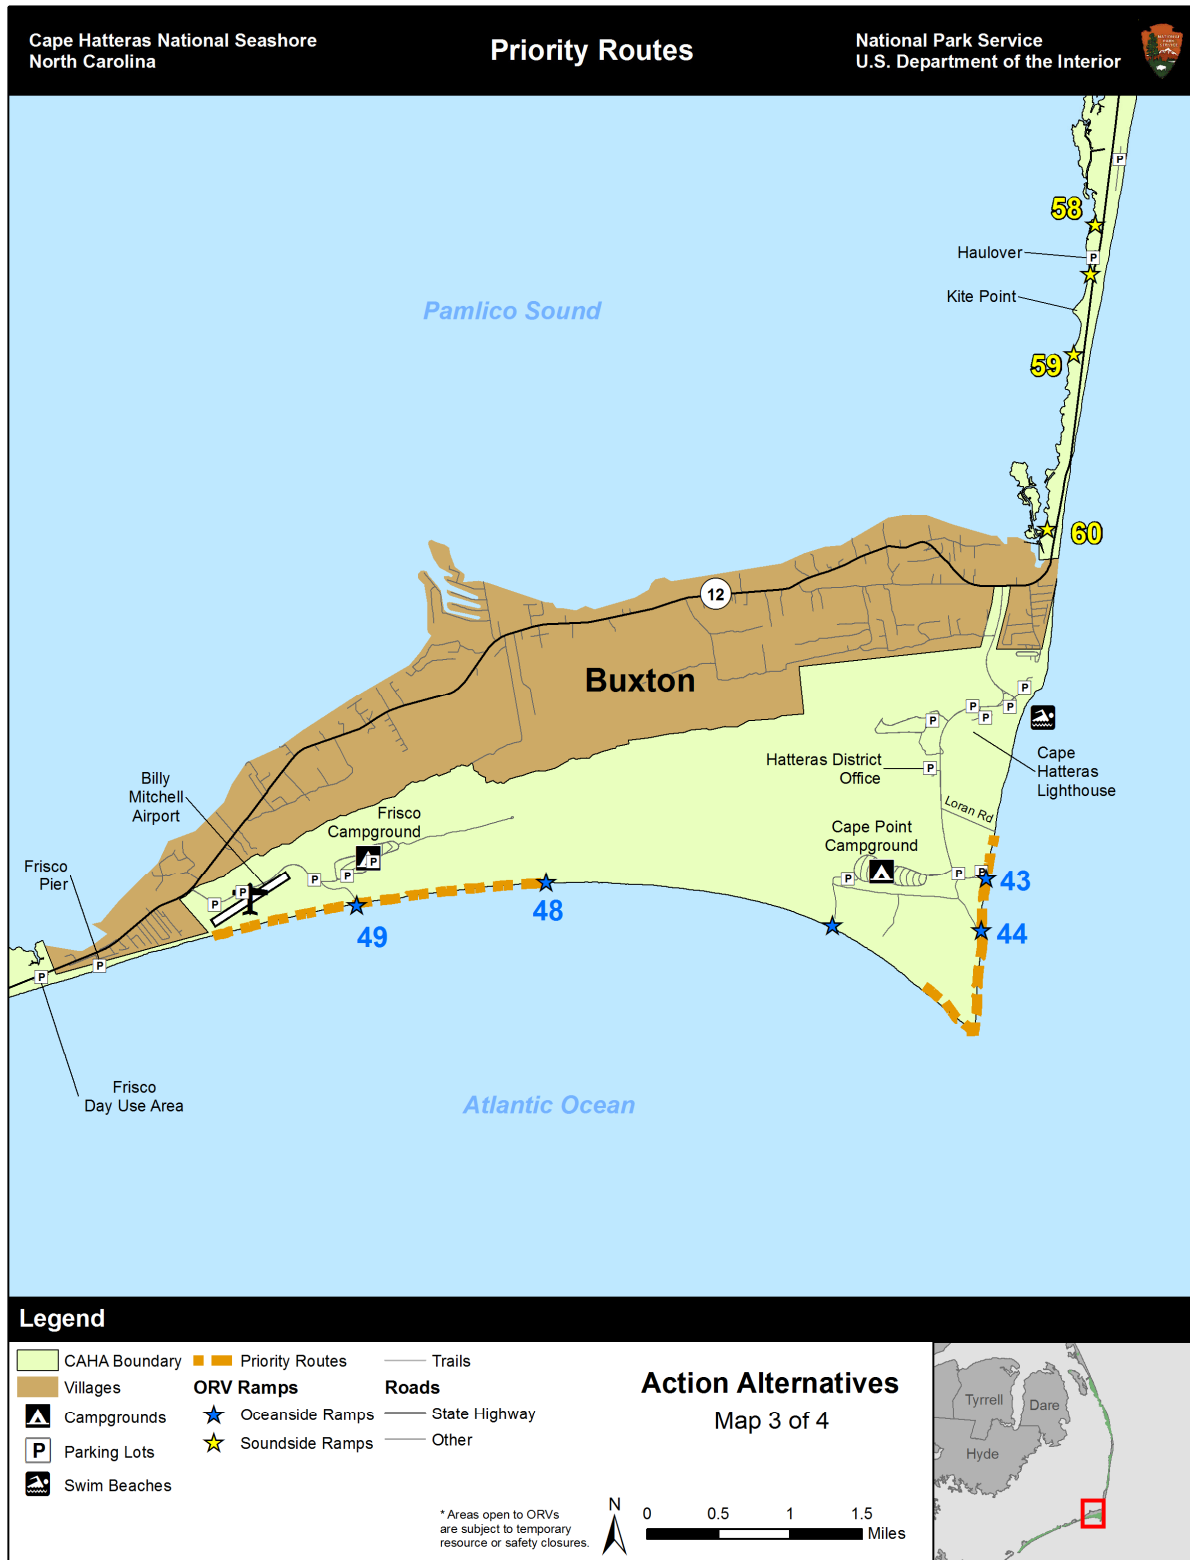 Cape Hatteras National Seashore
North Carolina
Priority Routes
National Park Service
U.S. Department of the Interior
P
58
Haulover
P
Kite Point
Pamlico Sound
59
60
12
Buxton
P
P
P
P
P
Cape
Hatteras
Lighthouse
Hatteras District
Office
P
Loran Rd
Billy
Mitchell
Airport
Frisco
Campground
P
Cape Point
Campground
Frisco
Pier
P
P
P
P
P
P
P
43
48
49
44
P
P
Frisco
Day Use Area
Atlantic Ocean
Legend
CAHA Boundary
Villages
Campgrounds
P Parking Lots
Swim Beaches
Priority Routes
ORV Ramps
Oceanside Ramps
Soundside Ramps
Trails
Roads
State Highway
Other
* Areas open to ORVs
are subject to temporary
resource or safety closures.
N
Action Alternatives
Map 3 of 4
0 0.5 1 1.5
Miles
Tyrrell
Dare
Hyde